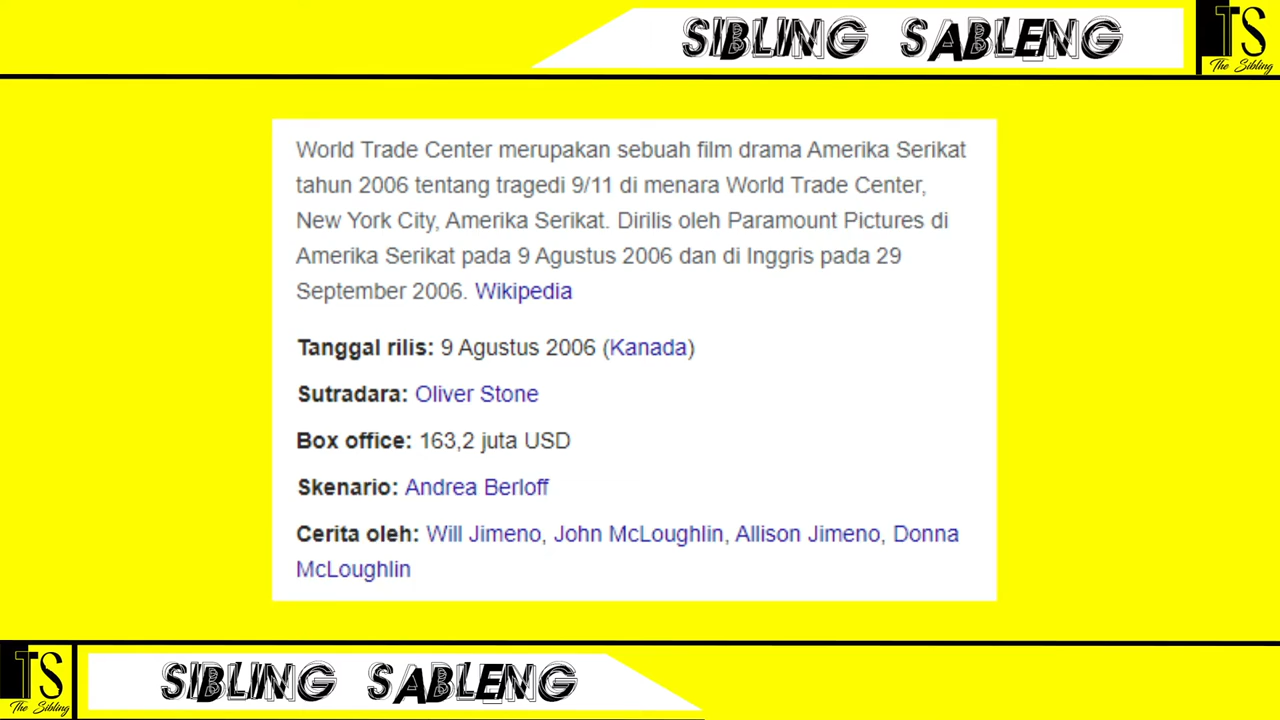 SIBLING SABLENG
TS
The Sibling
World Trade Center merupakan sebuah film drama Amerika Serikat
tahun 2006 tentang tragedi 9/11 di menara World Trade Center,
New York City, Amerika Serikat. Dirilis oleh Paramount Pictures di
Amerika Serikat pada 9 Agustus 2006 dan di Inggris pada 29
September 2006. Wikipedia
Tanggal rilis: 9 Agustus 2006 (Kanada)
Sutradara: Oliver Stone
Box office: 163,2 juta USD
Skenario: Andrea Berloff
Cerita oleh: Will Jimeno, John McLoughlin, Allison Jimeno, Donna
McLoughlin
TS
The Sibling
SIBLING SABLENG